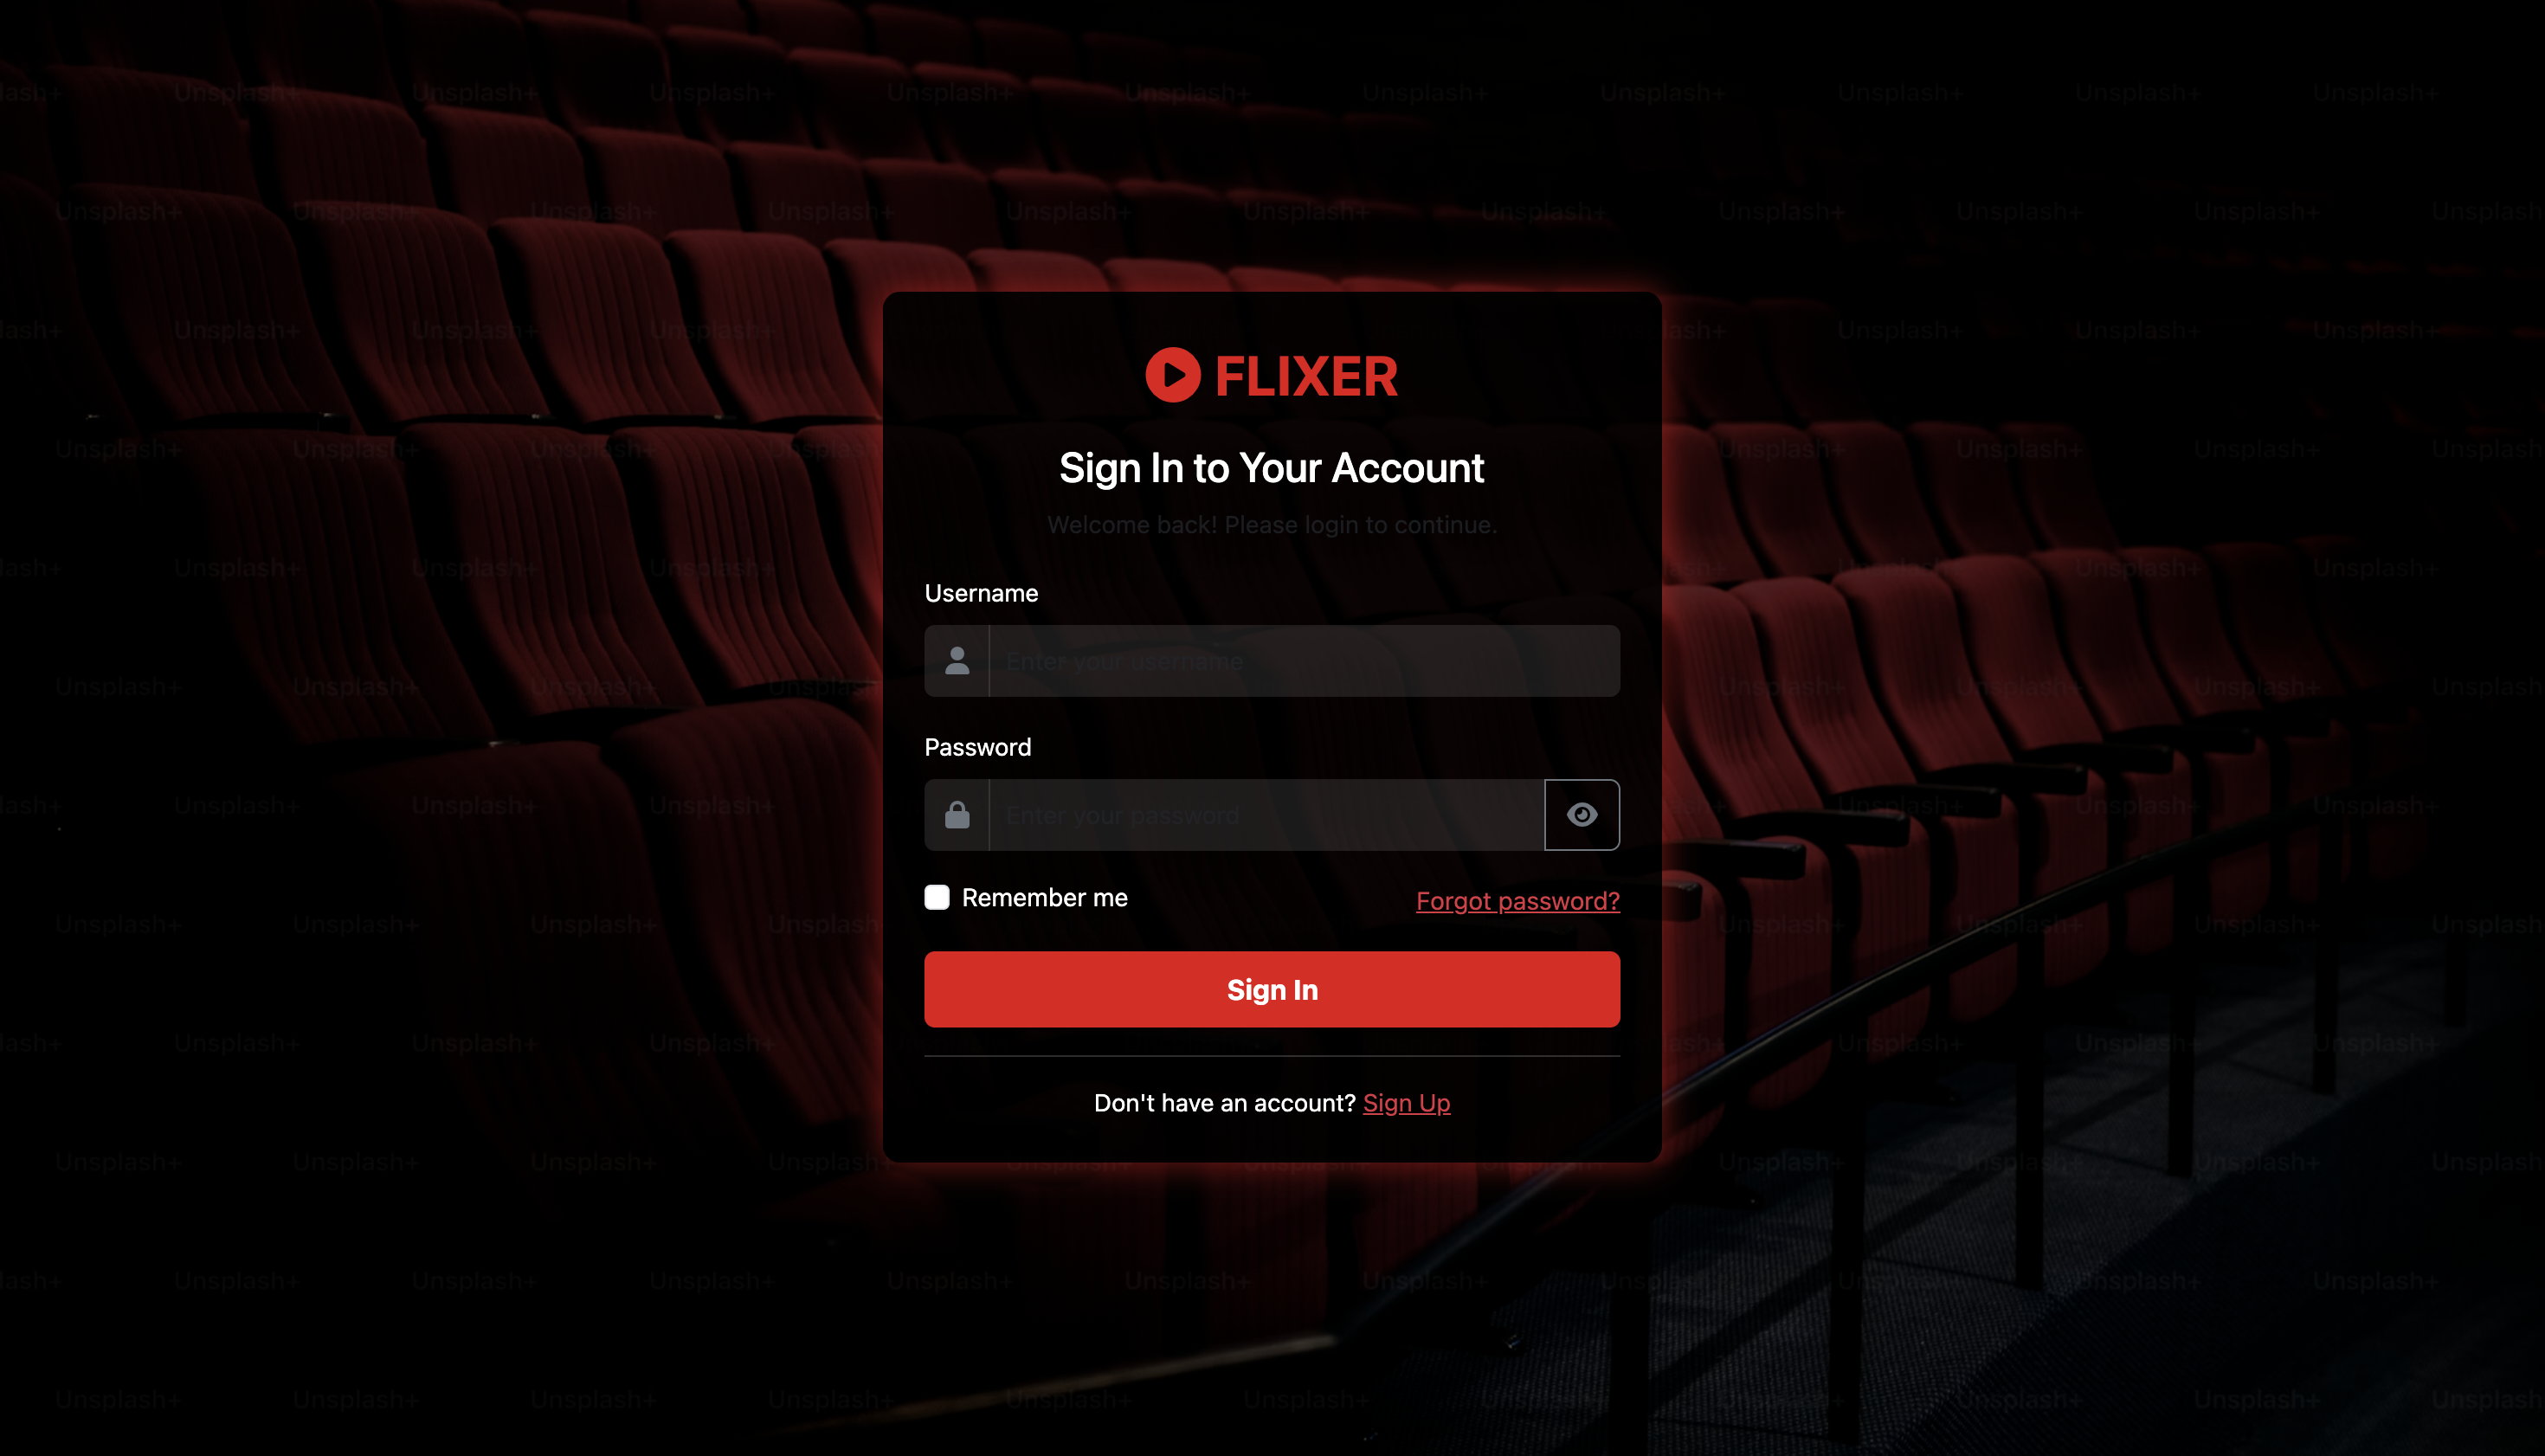 FLIXER
Sign In to Your Account
Welcome back! Please login to continue.
Username
Enter your username
Password
Enter your password
Remember me
Forgot password?
Sign In
Don't have an account? Sign Up
Unsplash+